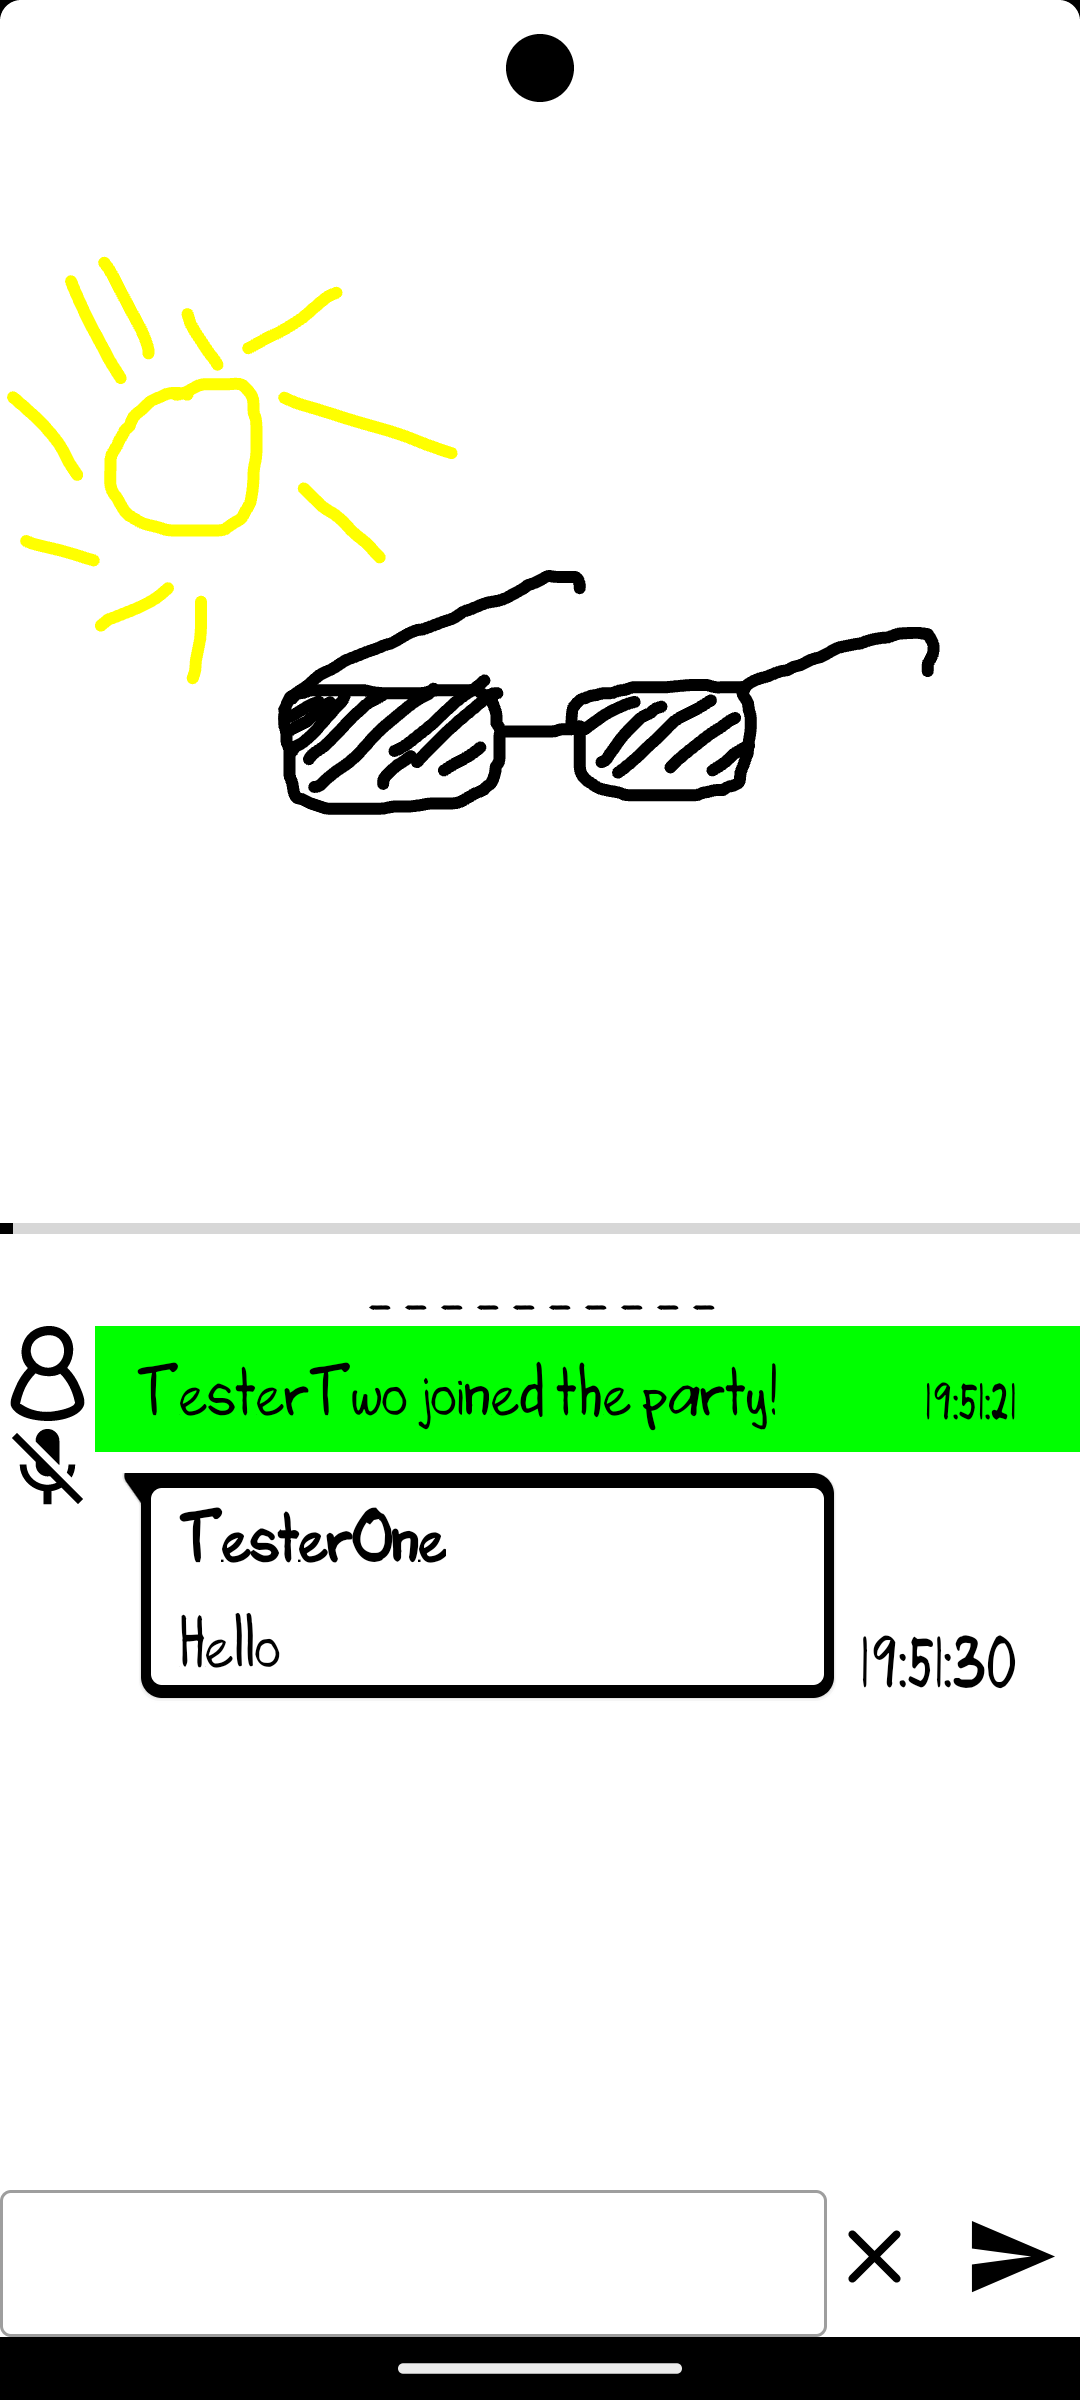 _ _ _ _ _ _ _ _ _ _
TesterTwo joined the party! 19:51:21
TesterOne
Hello
19:51:30